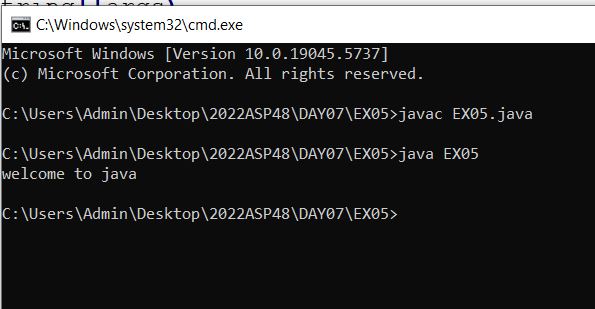 C:\Windows\system32\cmd.exe
Microsoft Windows [Version 10.0.19045.5737]
(c) Microsoft Corporation. All rights reserved.
C:\Users\Admin\Desktop\2022ASP48\DAY07\EX05>javac EX05.java
C:\Users\Admin\Desktop\2022ASP48\DAY07\EX05>java EX05
welcome to java
C:\Users\Admin\Desktop\2022ASP48\DAY07\EX05>